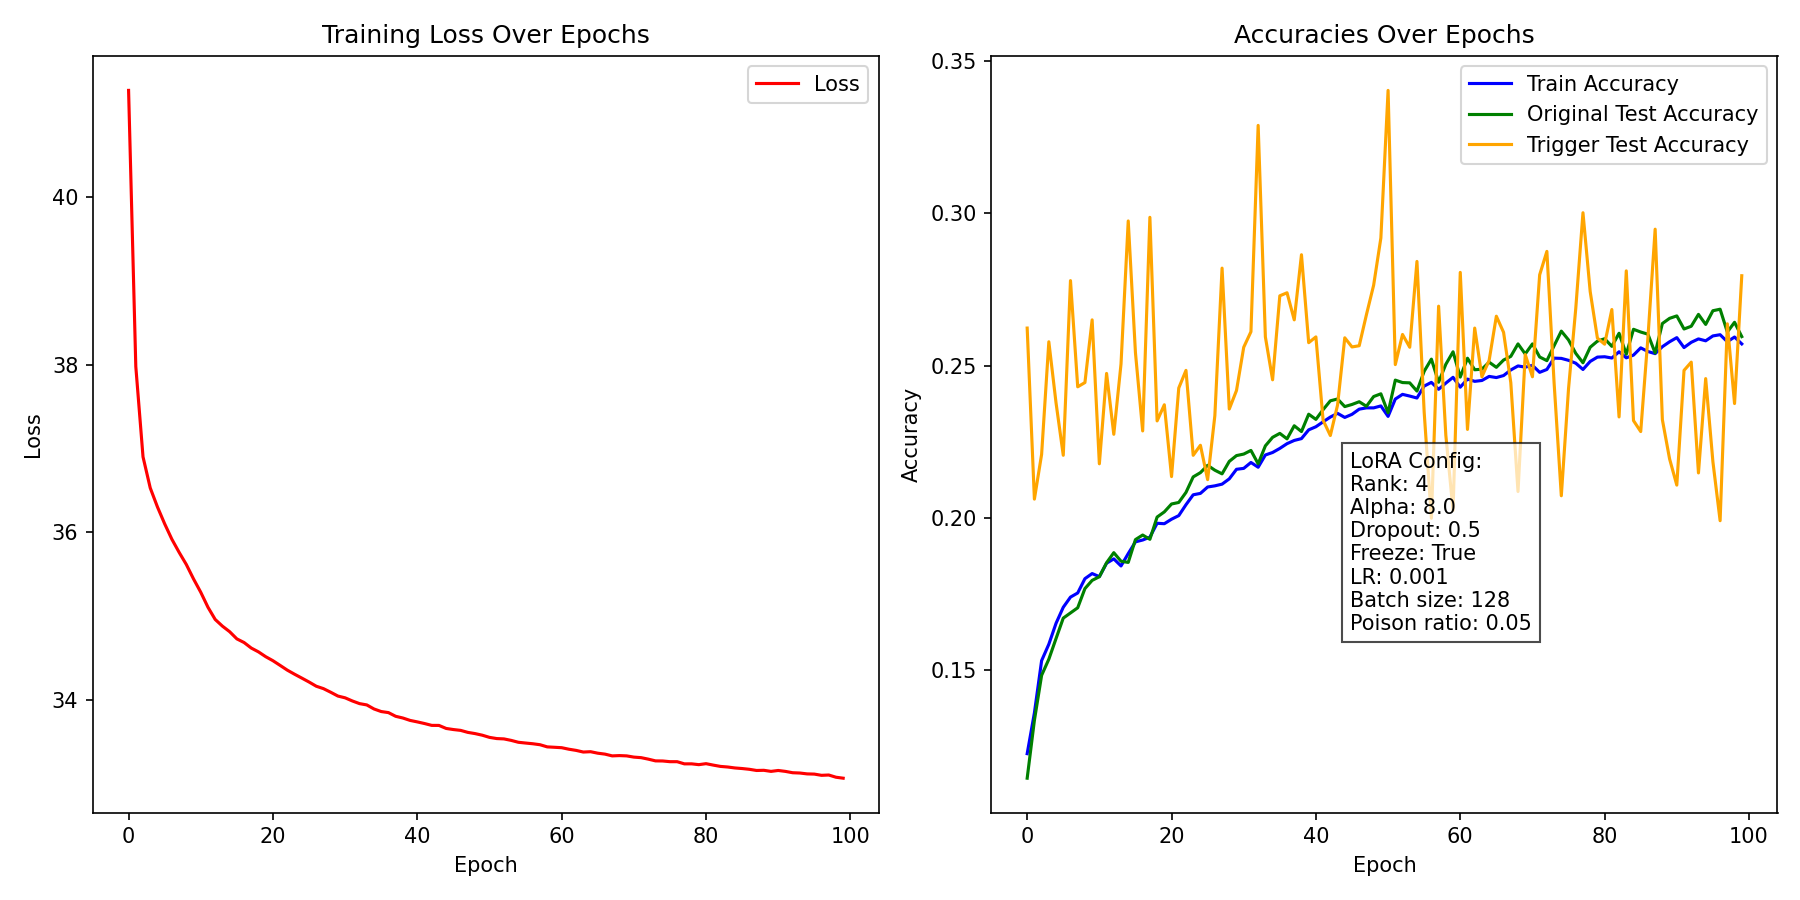 Training Loss Over Epochs
Loss
40
38
36
34
Loss
0
20
40
60
80
100
Epoch
Accuracies Over Epochs
Train Accuracy
Original Test Accuracy
Trigger Test Accuracy
0.35
0.30
0.25
0.20
0.15
Accuracy
LoRA Config:
Rank: 4
Alpha: 8.0
Dropout: 0.5
Freeze: True
LR: 0.001
Batch size: 128
Poison ratio: 0.05
0
20
40
60
80
100
Epoch